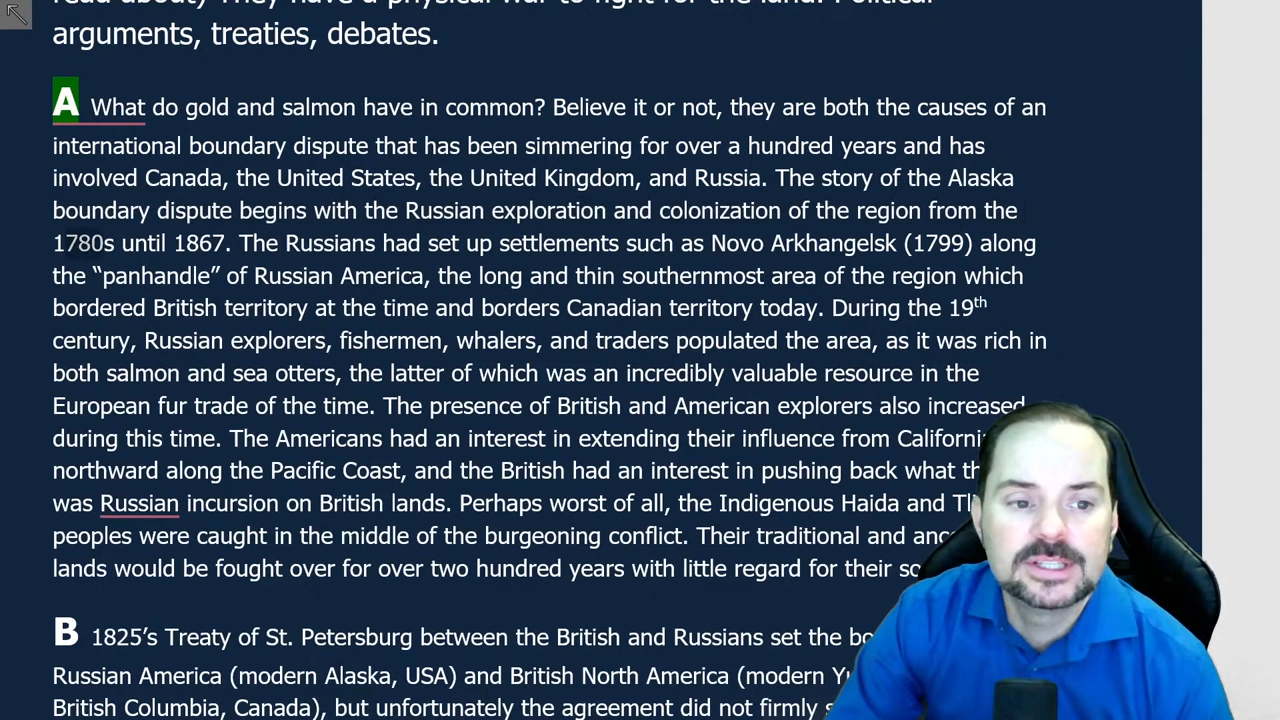 arguments, treaties, debates.
A What do gold and salmon have in common? Believe it or not, they are both the causes of an
international boundary dispute that has been simmering for over a hundred years and has
involved Canada, the United States, the United Kingdom, and Russia. The story of the Alaska
boundary dispute begins with the Russian exploration and colonization of the region from the
1780s until 1867. The Russians had set up settlements such as Novo Arkhangelsk (1799) along
the “panhandle” of Russian America, the long and thin southernmost area of the region which
bordered British territory at the time and borders Canadian territory today. During the 19th
century, Russian explorers, fishermen, whalers, and traders populated the area, as it was rich in
both salmon and sea otters, the latter of which was an incredibly valuable resource in the
European fur trade of the time. The presence of British and American explorers also increased
during this time. The Americans had an interest in extending their influence from
northward along the Pacific Coast, and the British had an interest in pushing back what
was Russian incursion on British lands. Perhaps worst of all, the Indigenous Haida and
peoples were caught in the middle of the burgeoning conflict. Their traditional and
lands would be fought over for over two hundred years with little regard for their
B 1825’s Treaty of St. Petersburg between the British and Russians set the
Russian America (modern Alaska, USA) and British North America (modern
British Columbia, Canada), but unfortunately the agreement did not firmly